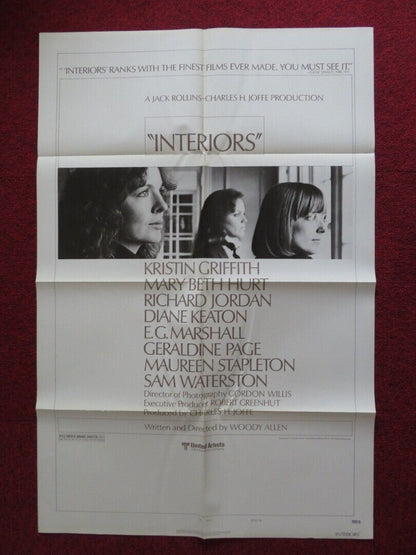 "'INTERIORS' RANKS WITH THE FINEST FILMS EVER MADE. YOU MUST SEE IT."
A JACK ROLLINS-CHARLES H. JOFFE PRODUCTION
"INTERIORS"
KRISTIN GRIFFITH
MARY BETH HURT
RICHARD JORDAN
DIANE KEATON
E.G. MARSHALL
GERALDINE PAGE
MAUREEN STAPLETON
SAM WATERSTON
Director of Photography GORDON WILLIS
Executive Producer ROBERT GREENHUT
Produced by CHARLES H. JOFFE
Written and Directed by WOODY ALLEN
United Artists
INTERIORS